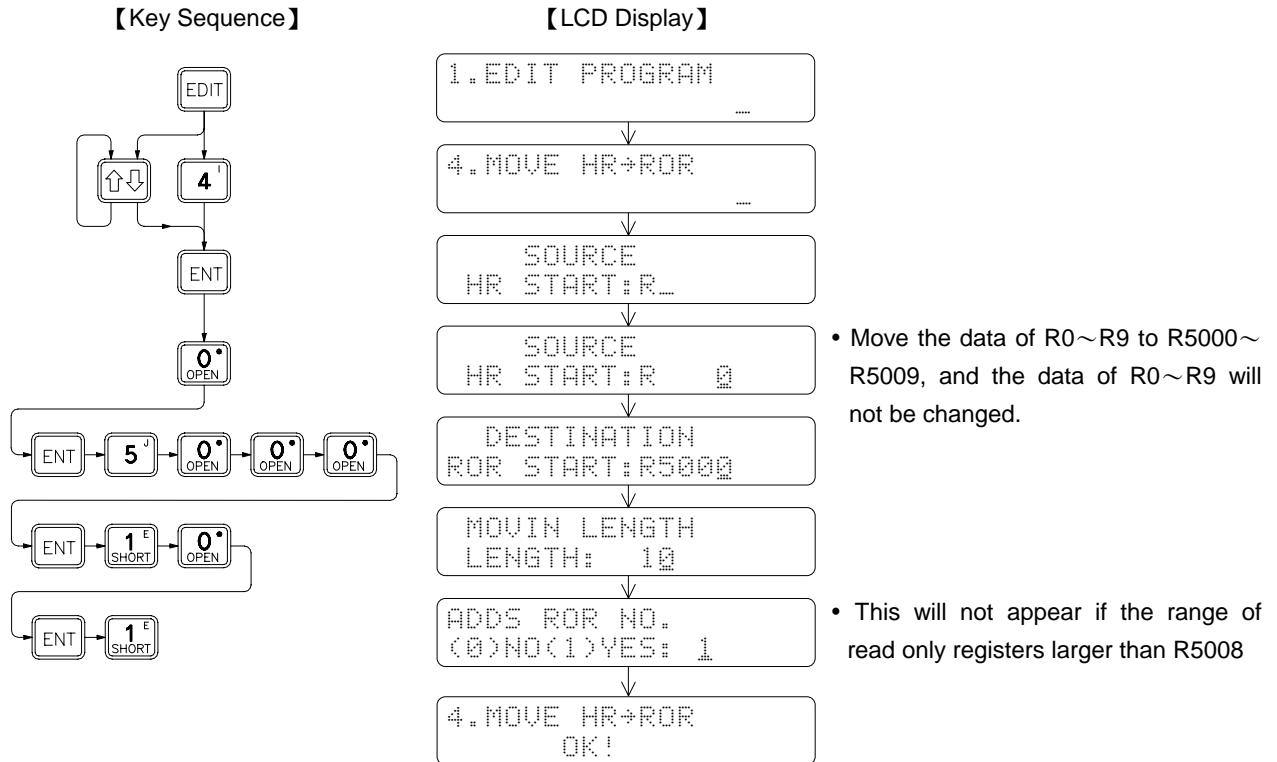 【Key Sequence】
【LCD Display】
EDIT
4 I
ENT
0 •
OPEN
ENT
5 J
0 •
OPEN
0 •
OPEN
0 •
OPEN
ENT
1 E
SHORT
0 •
OPEN
ENT
1 E
SHORT
1.EDIT PROGRAM
_
4.MOVE HR→ROR
_
SOURCE
HR START:R_
SOURCE
HR START:R 0
DESTINATION
ROR START:R5000
MOVIN LENGTH
LENGTH: 10
ADDS ROR NO.
(0)NO(1)YES: 1
4.MOVE HR→ROR
OK!
• Move the data of R0～R9 to R5000～
R5009, and the data of R0～R9 will
not be changed.
• This will not appear if the range of
read only registers larger than R5008